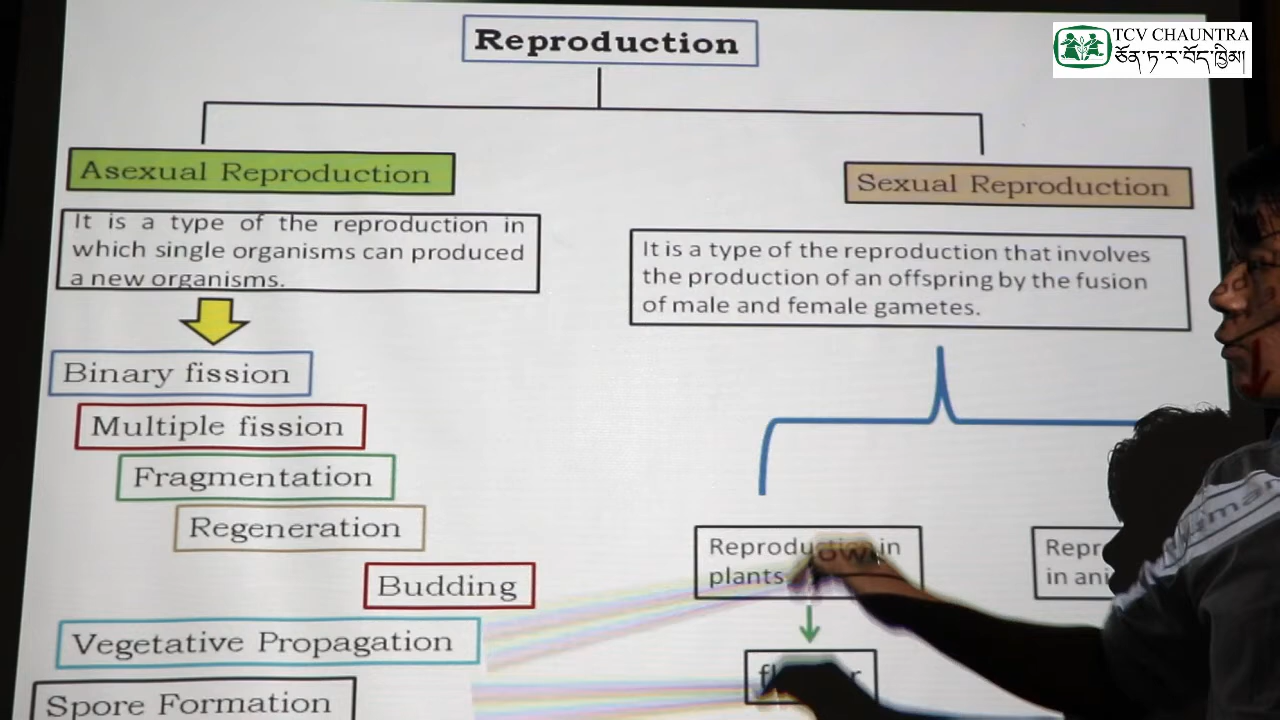 Reproduction
TCV CHAUNTRA
ཅོན་ཏ་ར་བོད་ཁྱིམ།
Asexual Reproduction
Sexual Reproduction
It is a type of the reproduction in
which single organisms can produced
a new organisms.
It is a type of the reproduction that involves
the production of an offspring by the fusion
of male and female gametes.
Binary fission
Multiple fission
Fragmentation
Regeneration
Budding
Vegetative Propagation
Spore Formation
Reproduction in
plants